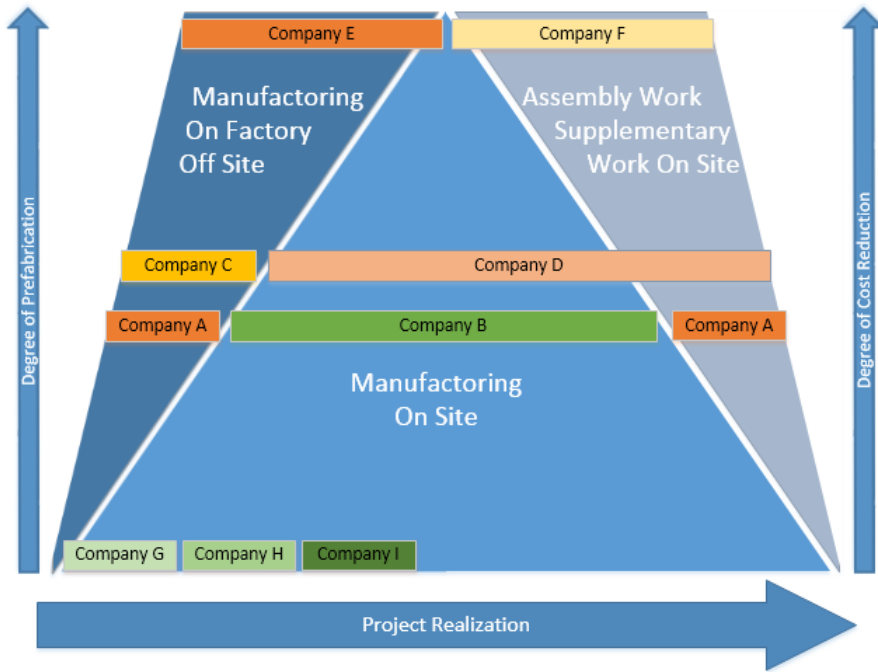 Company E
Company F
Manufactoring
On Factory
Off Site
Assembly Work
Supplementary
Work On Site
Degree of Prefabrication
Degree of Cost Reduction
Company C
Company D
Company A
Company B
Company A
Manufactoring
On Site
Company G
Company H
Company I
Project Realization